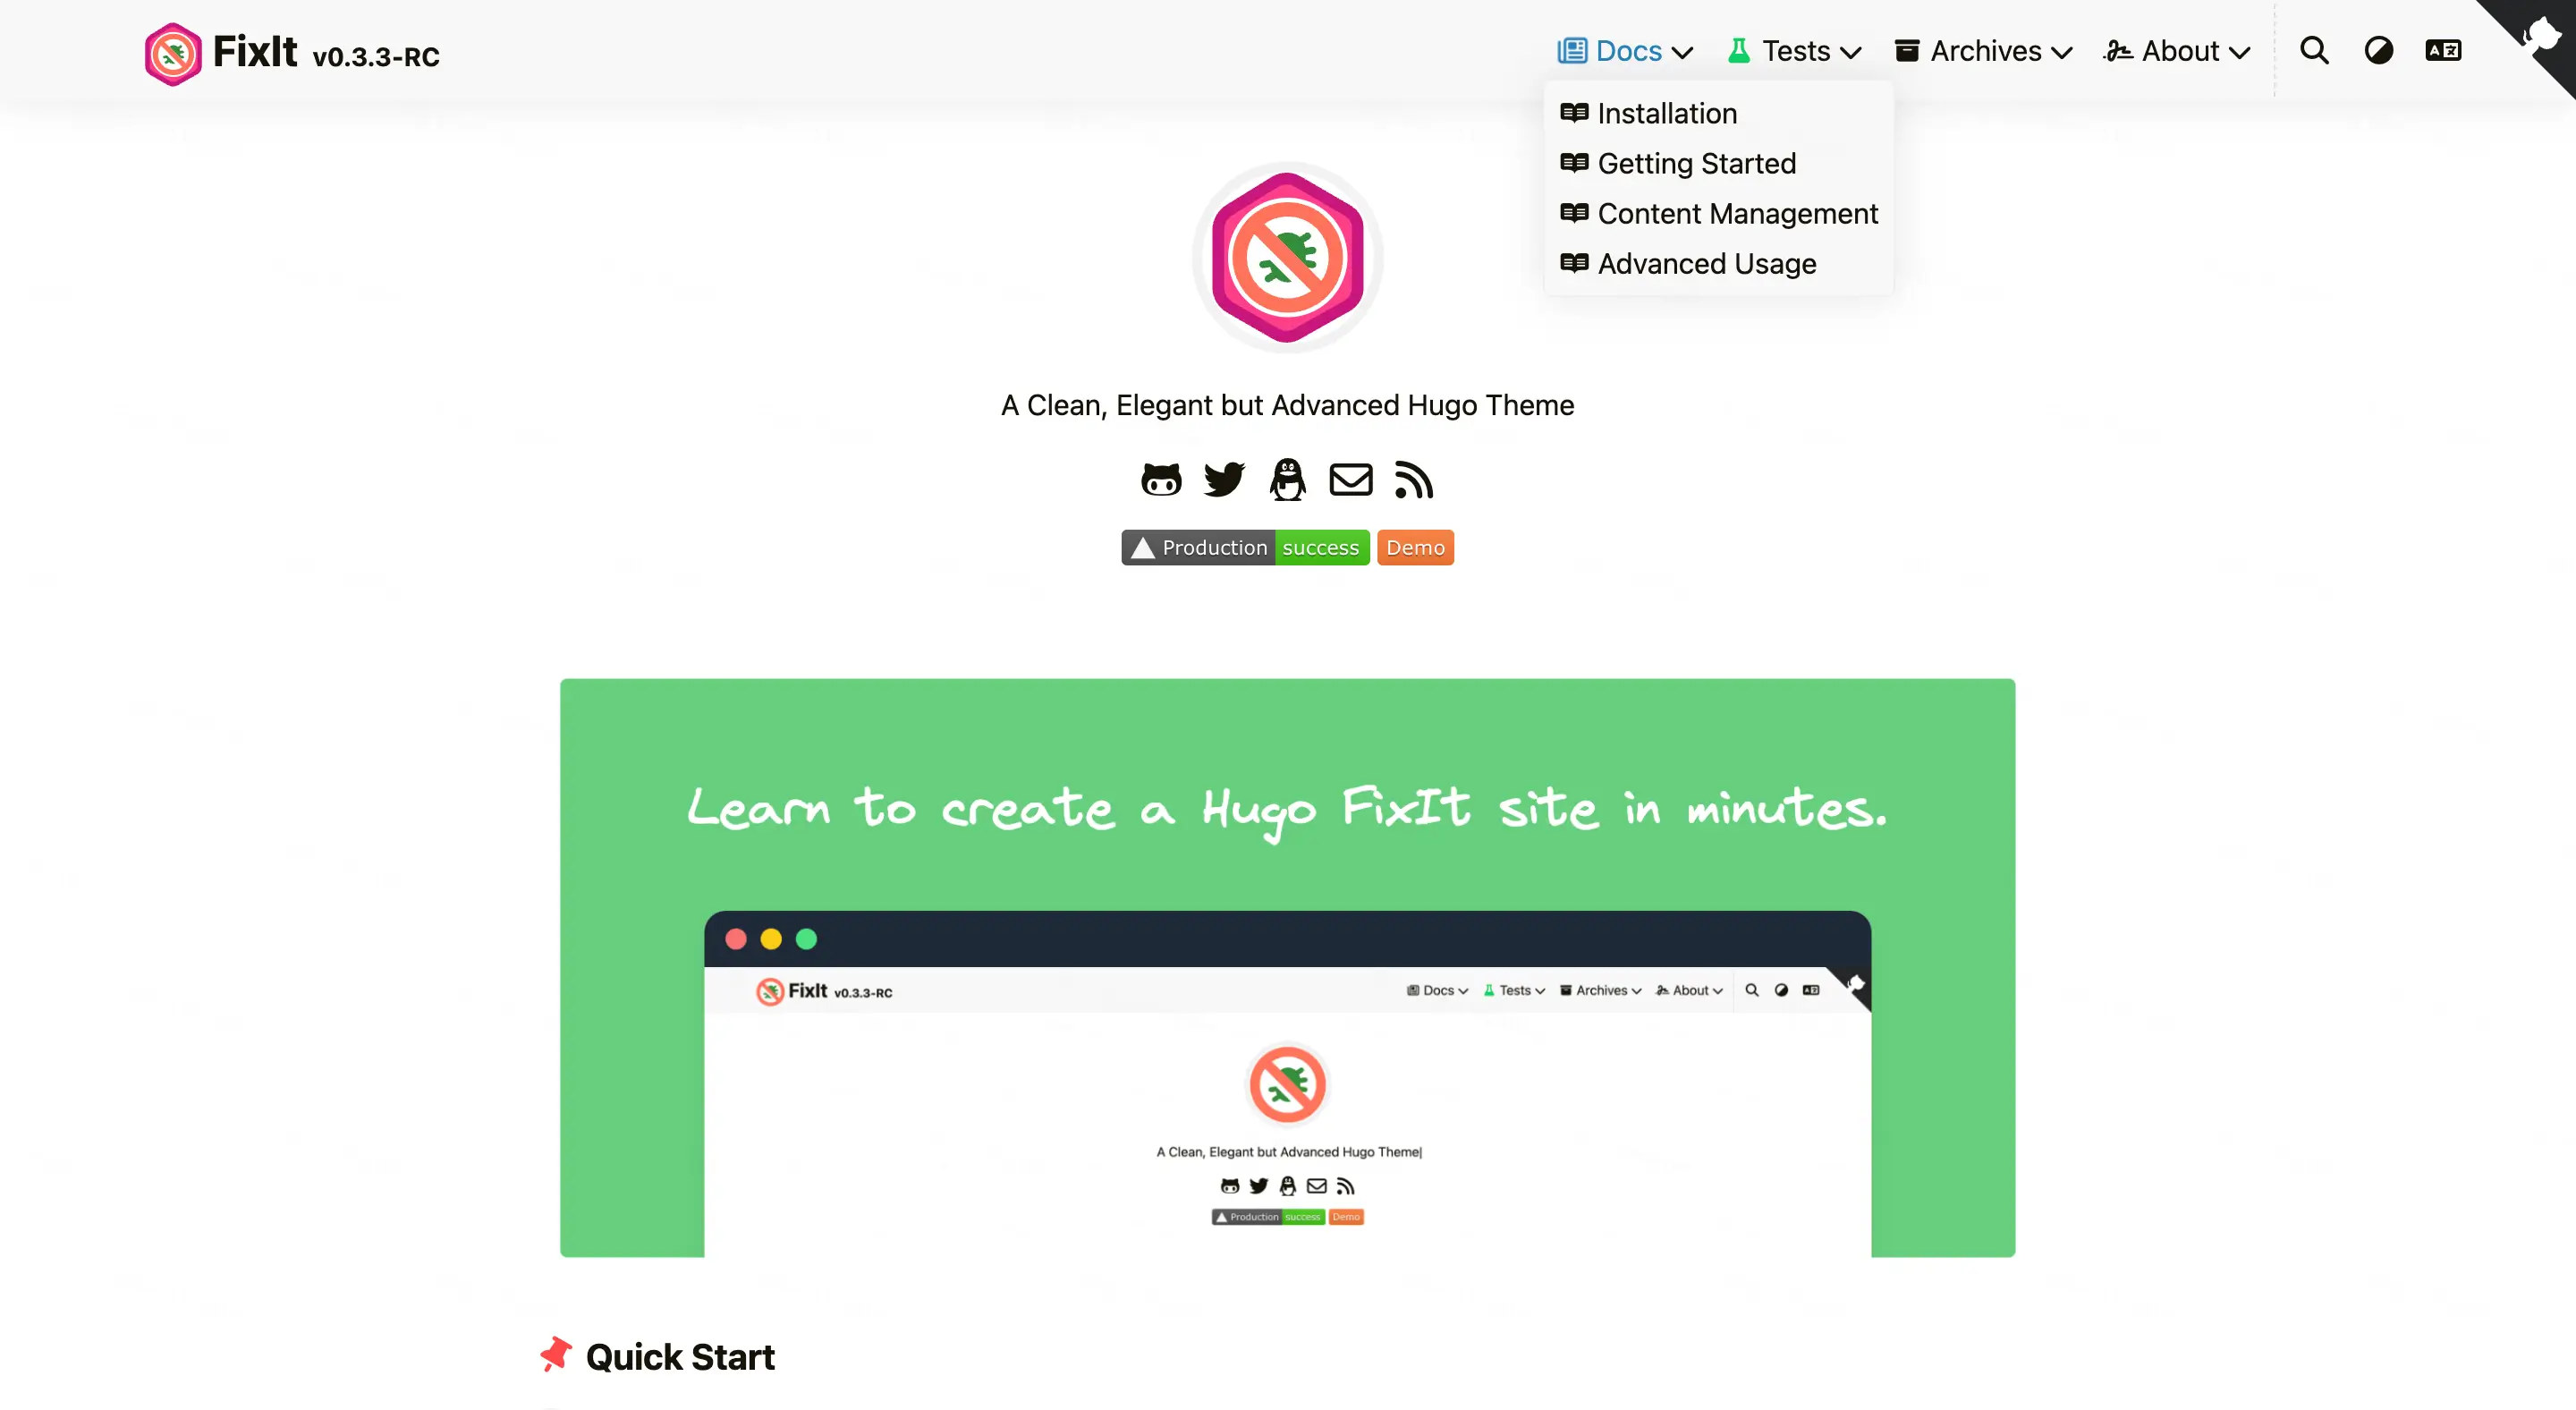 FixIt v0.3.3-RC
Docs Tests Archives About
Installation
Getting Started
Content Management
Advanced Usage
A Clean, Elegant but Advanced Hugo Theme
Production success Demo
Learn to create a Hugo FixIt site in minutes.
FixIt v0.3.3-RC
Docs Tests Archives About
A Clean, Elegant but Advanced Hugo Theme|
Production success Demo
Quick Start